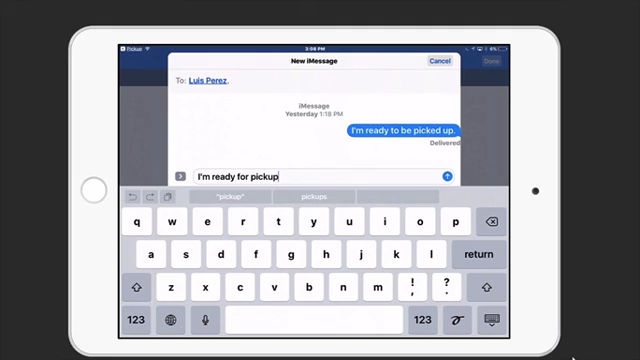 Pickup 3:08 PM
New iMessage Cancel Done
To: Luis Perez,
iMessage
Yesterday 1:18 PM
I'm ready to be picked up.
Delivered
I'm ready for pickup
"pickup" pickups
q w e r t y u i o p
a s d f g h j k l return
z x c v b n m ! , ? .
123 123